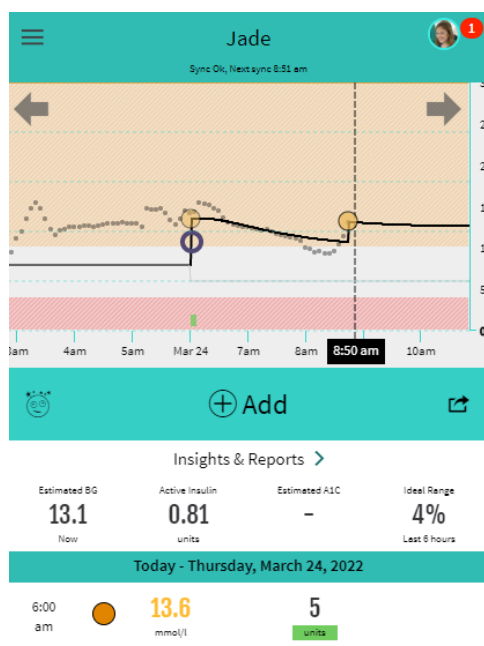 Jade
1
Sync Ok, Next sync 8:51 am
4am 5am Mar 24 7am 8am 8:50 am 10am
Add
Insights & Reports
Estimated BG Active Insulin Estimated A1C Ideal Range
13.1 0.81 - 4%
Now units Last 6 hours
Today - Thursday, March 24, 2022
6:00 13.6 5
am mmol/l units